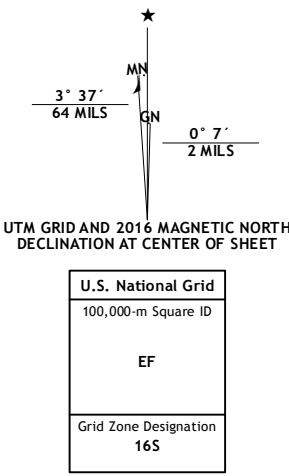 ★
MN
3° 37´
64 MILS
GN
0° 7´
2 MILS
UTM GRID AND 2016 MAGNETIC NORTH
DECLINATION AT CENTER OF SHEET
U.S. National Grid
100,000-m Square ID
EF
Grid Zone Designation
16S